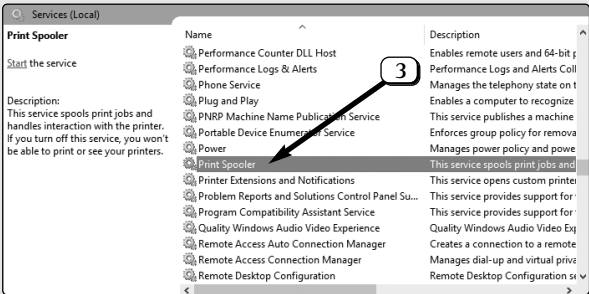 Services (Local)
Print Spooler
Start the service
Description:
This service spools print jobs and
handles interaction with the printer.
If you turn off this service, you won't
be able to print or see your printers.
Name Description
Performance Counter DLL Host Enables remote users and 64-bit p
Performance Logs & Alerts Performance Logs and Alerts Coll
Phone Service Manages the telephony state on t
Plug and Play Enables a computer to recognize
PNRP Machine Name Publication Service This service publishes a machine
Portable Device Enumerator Service Enforces group policy for remova
Power Manages power policy and powe
Print Spooler This service spools print jobs and
Printer Extensions and Notifications This service opens custom printer
Problem Reports and Solutions Control Panel Su... This service provides support for
Program Compatibility Assistant Service This service provides support for
Quality Windows Audio Video Experience Quality Windows Audio Video Exp
Remote Access Auto Connection Manager Creates a connection to a remote
Remote Access Connection Manager Manages dial-up and virtual priva
Remote Desktop Configuration Remote Desktop Configuration se
3